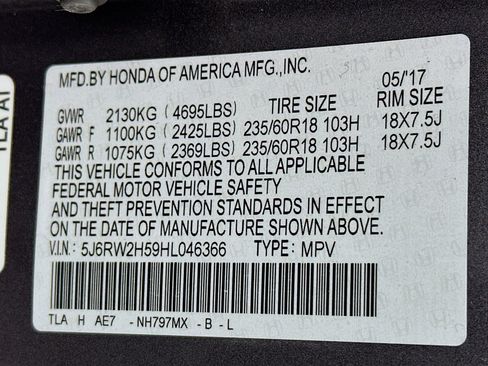 MFD.BY HONDA OF AMERICA MFG.,INC. 05/'17
GVWR 2130KG (4695LBS) TIRE SIZE RIM SIZE
GAWR F 1100KG (2425LBS) 235/60R18 103H 18X7.5J
GAWR R 1075KG (2369LBS) 235/60R18 103H 18X7.5J
THIS VEHICLE CONFORMS TO ALL APPLICABLE
FEDERAL MOTOR VEHICLE SAFETY
AND THEFT PREVENTION STANDARDS IN EFFECT
ON THE DATE OF MANUFACTURE SHOWN ABOVE.
V.I.N: 5J6RW2H59HL046366 TYPE: MPV
TLA H AE7 - NH797MX - B - L
TLA A1